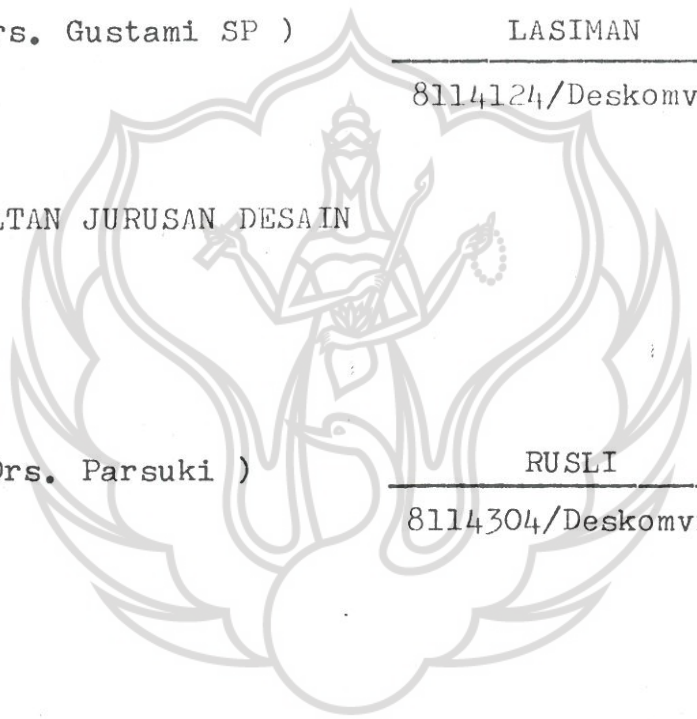 rs. Gustami SP ) LASIMAN
8114124/Deskomv
LTAN JURUSAN DESAIN
Drs. Parsuki ) RUSLI
8114304/Deskomv